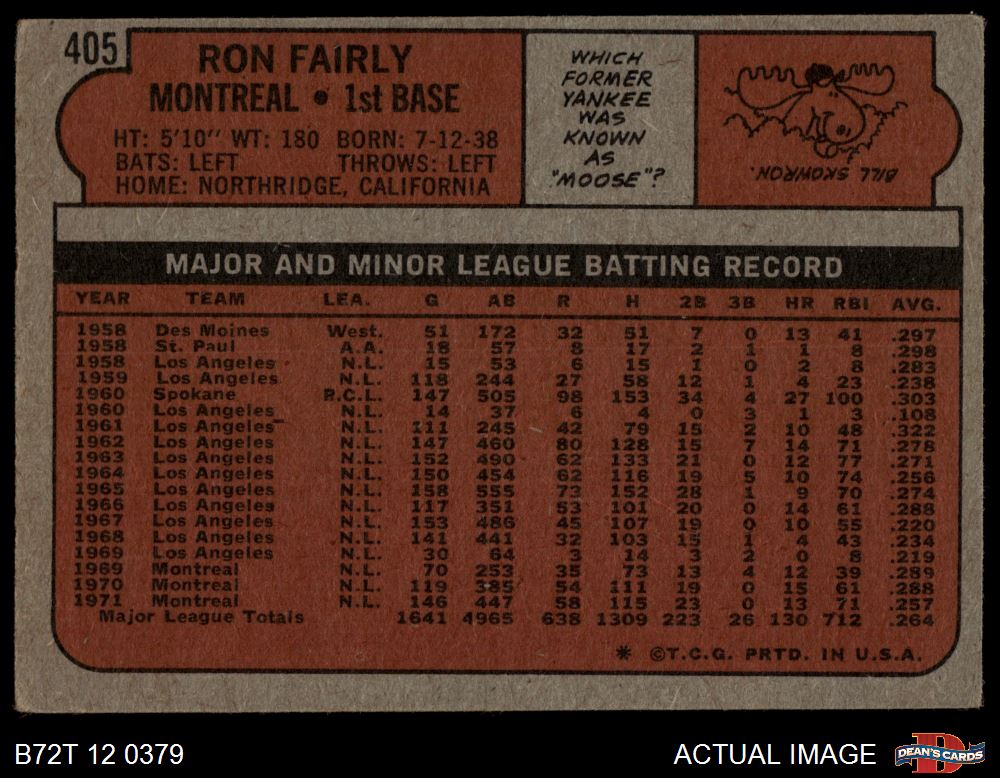 405
RON FAIRLY
MONTREAL • 1st BASE
HT: 5'10" WT: 180 BORN: 7-12-38
BATS: LEFT THROWS: LEFT
HOME: NORTHRIDGE, CALIFORNIA
WHICH
FORMER
YANKEE
WAS
KNOWN
AS
"MOOSE"?
BILL SKOWRON.
MAJOR AND MINOR LEAGUE BATTING RECORD
YEAR TEAM LEA. G AB R H 2B 3B HR RBI AVG.
1958 Des Moines West. 51 172 32 51 7 0 13 41 .297
1958 St. Paul A.A. 18 57 8 17 2 1 1 8 .298
1958 Los Angeles N.L. 15 53 6 15 1 0 2 8 .283
1959 Los Angeles N.L. 118 244 27 58 12 1 4 23 .238
1960 Spokane P.C.L. 147 505 98 153 34 4 27 100 .303
1960 Los Angeles N.L. 14 37 6 4 0 3 1 3 .108
1961 Los Angeles N.L. 111 245 42 79 15 2 10 48 .322
1962 Los Angeles N.L. 147 460 80 128 15 7 14 71 .278
1963 Los Angeles N.L. 152 490 62 133 21 0 12 77 .271
1964 Los Angeles N.L. 150 454 62 116 19 5 10 74 .256
1965 Los Angeles N.L. 158 555 73 152 28 1 9 70 .274
1966 Los Angeles N.L. 117 351 53 101 20 0 14 61 .288
1967 Los Angeles N.L. 153 486 45 107 19 0 10 55 .220
1968 Los Angeles N.L. 141 441 32 103 15 1 4 43 .234
1969 Los Angeles N.L. 30 64 3 14 3 2 0 8 .219
1969 Montreal N.L. 70 253 35 73 13 4 12 39 .289
1970 Montreal N.L. 119 385 54 111 19 0 15 61 .288
1971 Montreal N.L. 146 447 58 115 23 0 13 71 .257
Major League Totals 1641 4965 638 1309 223 26 130 712 .264
* ©T.C.G. PRTD. IN U.S.A.
B72T 12 0379
ACTUAL IMAGE
D
DEAN'S CARDS